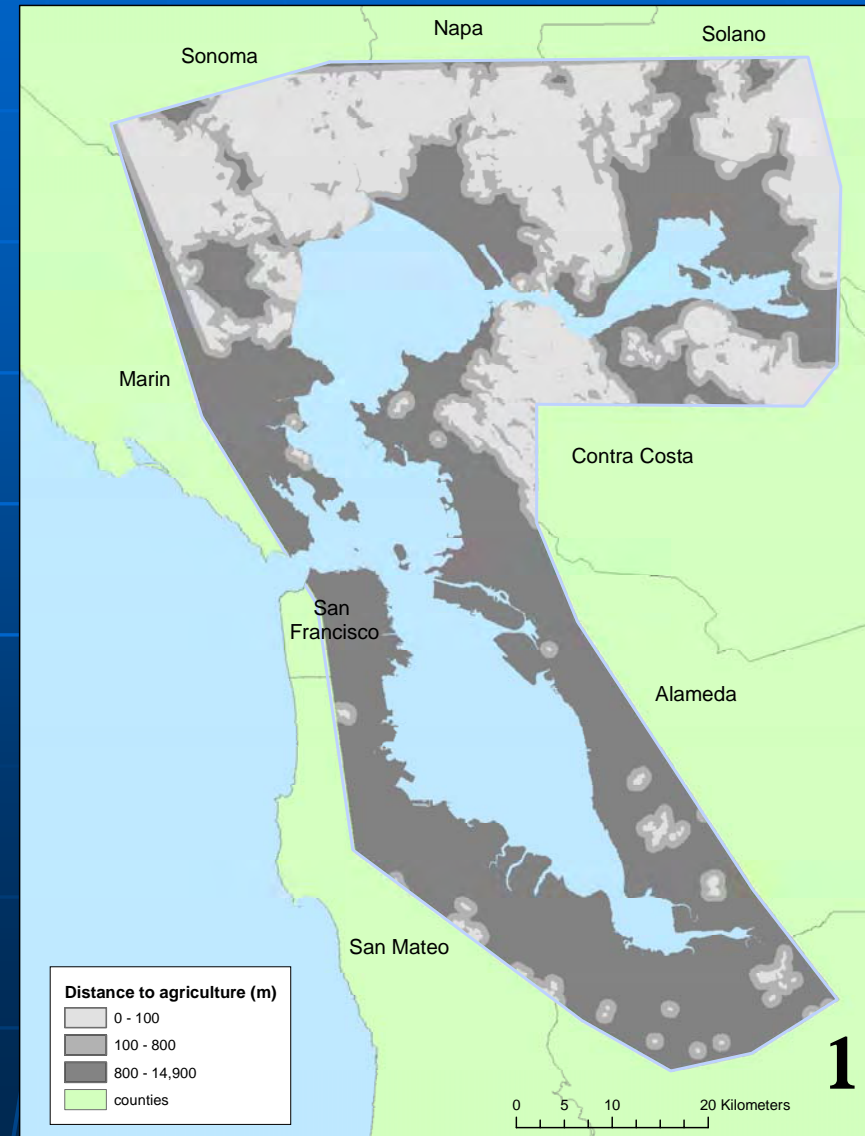 Napa
Solano
Sonoma
Marin
Contra Costa
San
Francisco
Alameda
San Mateo
Distance to agriculture (m)
0 - 100
100 - 800
800 - 14,900
counties
1
0 5 10 20 Kilometers